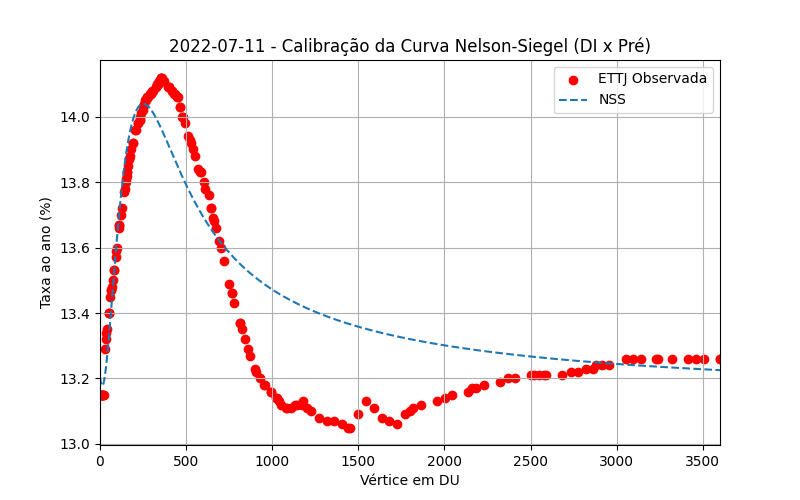 2022-07-11 - Calibração da Curva Nelson-Siegel (DI x Pré)
ETTJ Observada
NSS
Taxa ao ano (%)
14.0
13.8
13.6
13.4
13.2
13.0
0 500 1000 1500 2000 2500 3000 3500
Vértice em DU